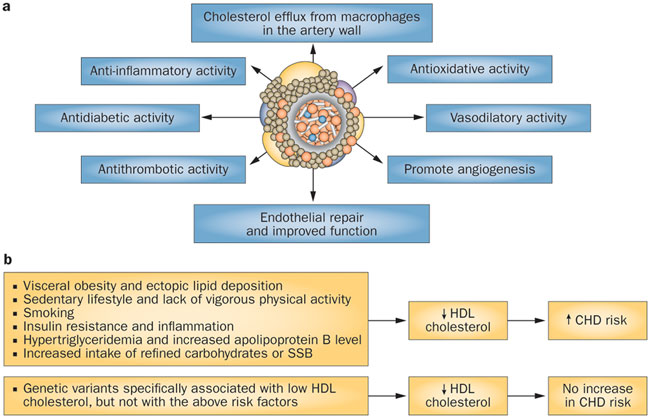 a
Cholesterol efflux from macrophages
in the artery wall
Anti-inflammatory activity
Antioxidative activity
Antidiabetic activity
Vasodilatory activity
Antithrombotic activity
Promote angiogenesis
Endothelial repair
and improved function
b
▪ Visceral obesity and ectopic lipid deposition
▪ Sedentary lifestyle and lack of vigorous physical activity
▪ Smoking
▪ Insulin resistance and inflammation
▪ Hypertriglyceridemia and increased apolipoprotein B level
▪ Increased intake of refined carbohydrates or SSB
↓ HDL
cholesterol
↑ CHD risk
▪ Genetic variants specifically associated with low HDL
cholesterol, but not with the above risk factors
↓ HDL
cholesterol
No increase
in CHD risk